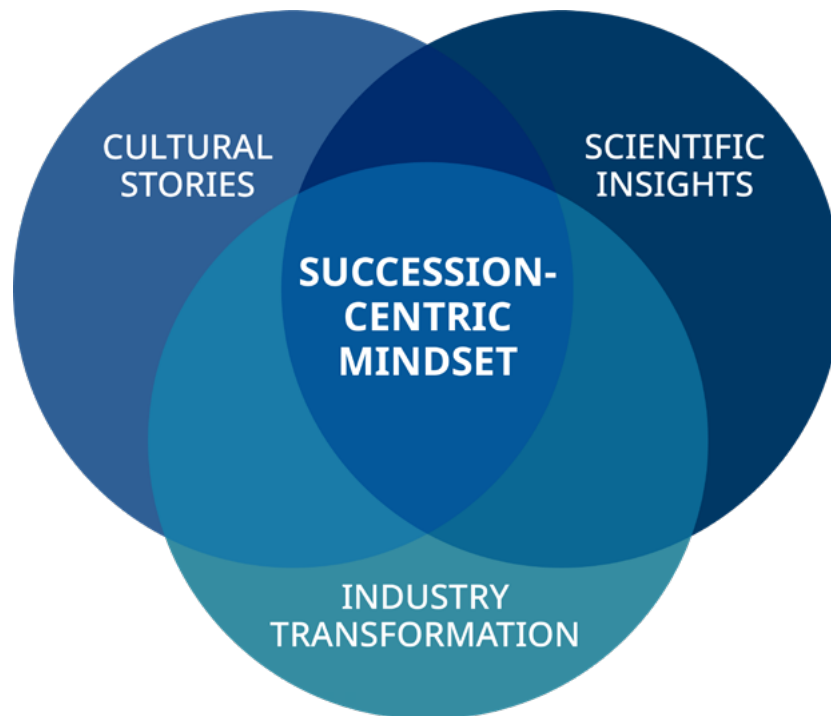 CULTURAL
STORIES
SCIENTIFIC
INSIGHTS
SUCCESSION-
CENTRIC
MINDSET
INDUSTRY
TRANSFORMATION